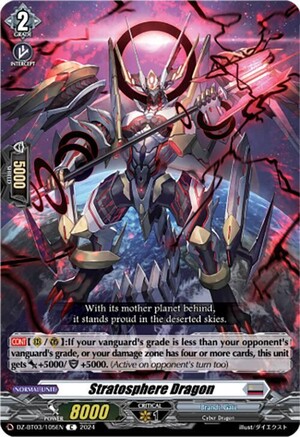 2
GRADE
INTERCEPT
5000
SHIELD
With its mother planet behind,
it stands proud in the deserted skies.
CONT [ / ]:If your vanguard's grade is less than your opponent's
vanguard's grade, or your damage zone has four or more cards, this unit
gets +5000/ +5000. (Active on opponent's turn too)
NORMAL UNIT
Stratosphere Dragon
Brandt Gate
Cyber Dragon
DZ-BT03/106EN C 2024
POWER 8000
CRITICAL
1
illust/ダイエクスト